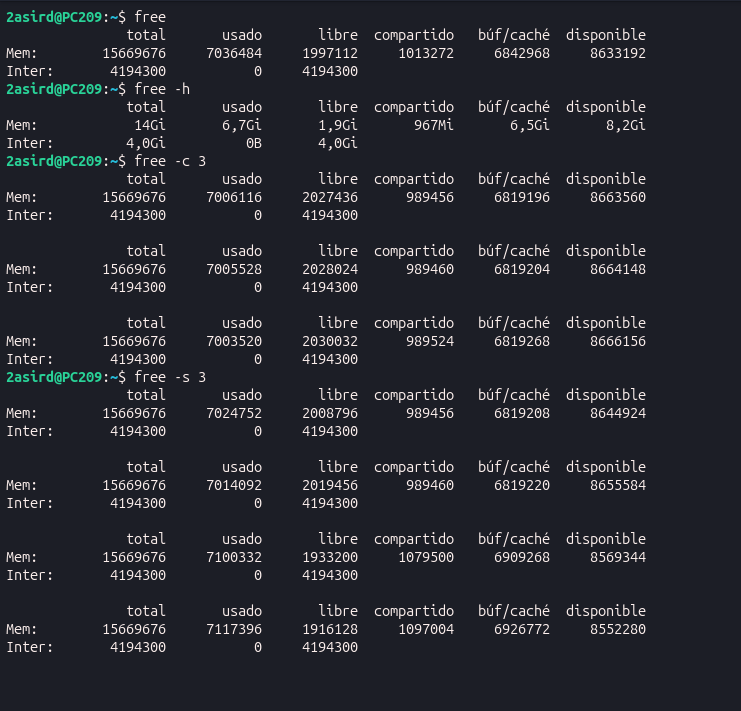 2asird@PC209:~$ free
               total       usado       libre  compartido   búf/caché  disponible
Mem:        15669676     7036484     1997112     1013272     6842968     8633192
Inter:       4194300           0     4194300
2asird@PC209:~$ free -h
               total       usado       libre  compartido   búf/caché  disponible
Mem:            14Gi       6,7Gi       1,9Gi       967Mi       6,5Gi       8,2Gi
Inter:         4,0Gi          0B       4,0Gi
2asird@PC209:~$ free -c 3
               total       usado       libre  compartido   búf/caché  disponible
Mem:        15669676     7006116     2027436      989456     6819196     8663560
Inter:       4194300           0     4194300

               total       usado       libre  compartido   búf/caché  disponible
Mem:        15669676     7005528     2028024      989460     6819204     8664148
Inter:       4194300           0     4194300

               total       usado       libre  compartido   búf/caché  disponible
Mem:        15669676     7003520     2030032      989524     6819268     8666156
Inter:       4194300           0     4194300
2asird@PC209:~$ free -s 3
               total       usado       libre  compartido   búf/caché  disponible
Mem:        15669676     7024752     2008796      989456     6819208     8644924
Inter:       4194300           0     4194300

               total       usado       libre  compartido   búf/caché  disponible
Mem:        15669676     7014092     2019456      989460     6819220     8655584
Inter:       4194300           0     4194300

               total       usado       libre  compartido   búf/caché  disponible
Mem:        15669676     7100332     1933200     1079500     6909268     8569344
Inter:       4194300           0     4194300

               total       usado       libre  compartido   búf/caché  disponible
Mem:        15669676     7117396     1916128     1097004     6926772     8552280
Inter:       4194300           0     4194300